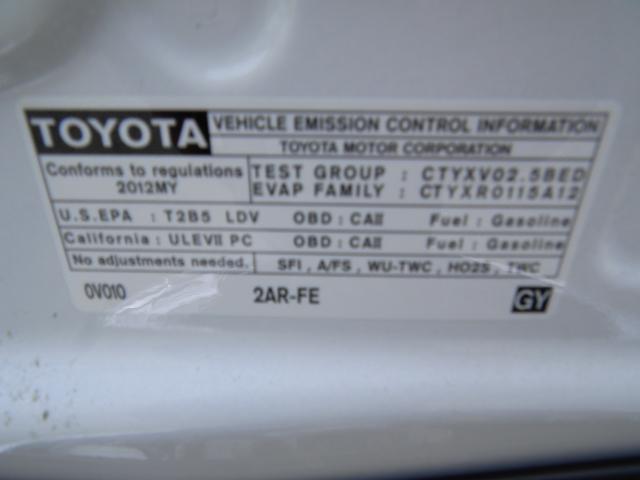 TOYOTA VEHICLE EMISSION CONTROL INFORMATION
TOYOTA MOTOR CORPORATION
Conforms to regulations
2012MY
TEST GROUP : CTYXV02.5BED
EVAP FAMILY : CTYXR0115A12
U.S.EPA : T2B5 LDV OBD : CAII Fuel : Gasoline
California : ULEVII PC OBD : CAII Fuel : Gasoline
No adjustments needed. SFI , A/FS , WU-TWC , HO2S , TWC
0V010 2AR-FE GY